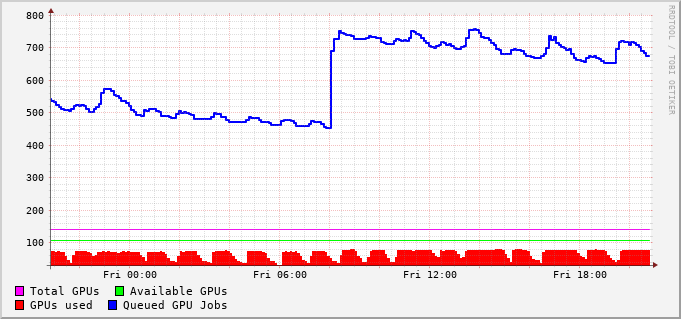 800
700
600
500
400
300
200
100
Fri 00:00 Fri 06:00 Fri 12:00 Fri 18:00
Total GPUs Available GPUs
GPUs used Queued GPU Jobs
RRDTOOL / TOBI OETIKER